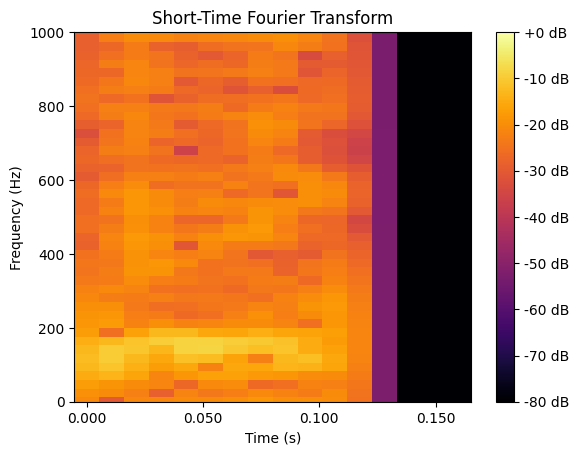 Short-Time Fourier Transform
Frequency (Hz)
1000
800
600
400
200
0
0.000 0.050 0.100 0.150
Time (s)
+0 dB
-10 dB
-20 dB
-30 dB
-40 dB
-50 dB
-60 dB
-70 dB
-80 dB